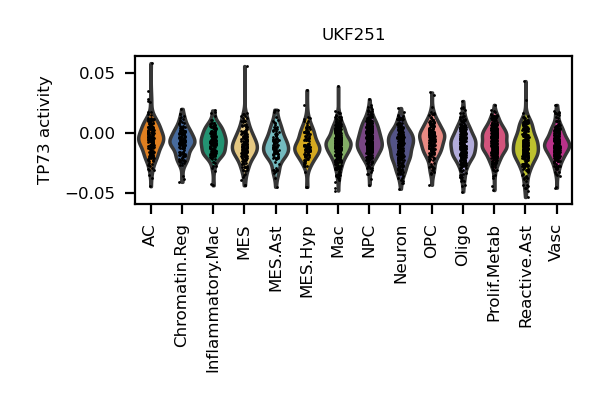 UKF251
TP73 activity
0.05
0.00
−0.05
AC
Chromatin.Reg
Inflammatory.Mac
MES
MES.Ast
MES.Hyp
Mac
NPC
Neuron
OPC
Oligo
Prolif.Metab
Reactive.Ast
Vasc